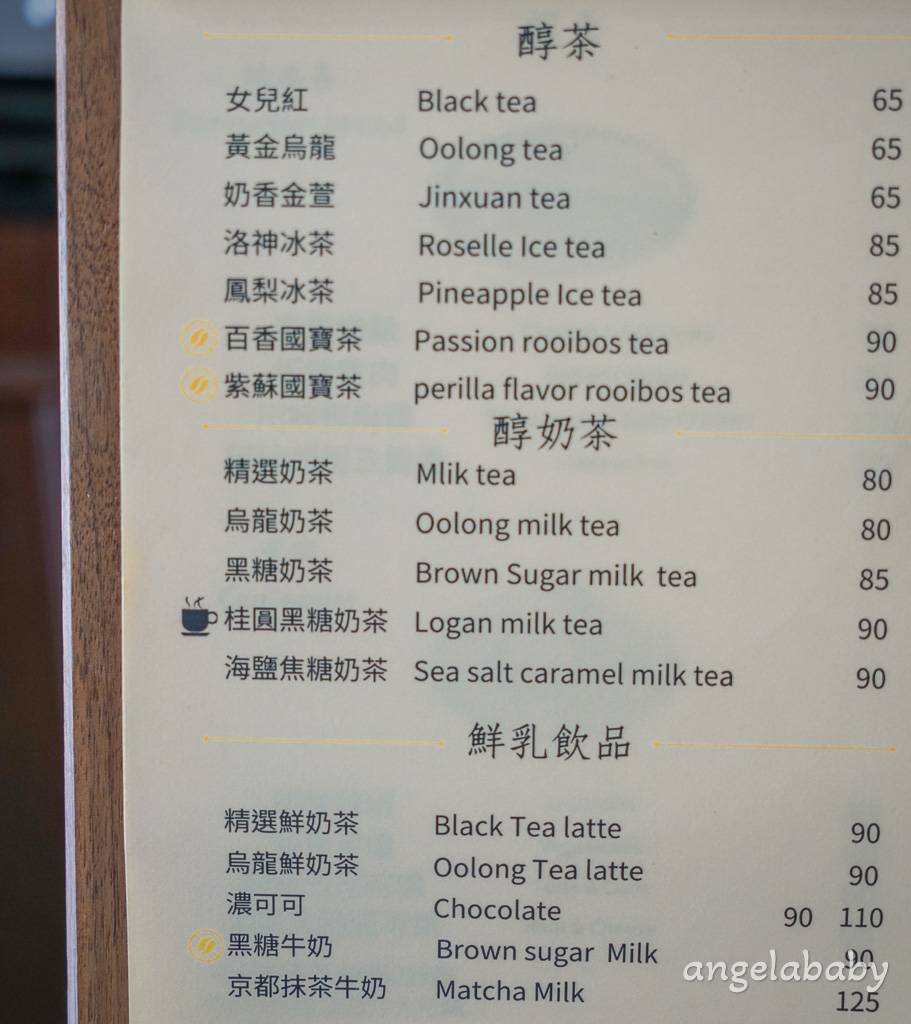 醇茶
女兒紅 Black tea 65
黃金烏龍 Oolong tea 65
奶香金萱 Jinxuan tea 65
洛神冰茶 Roselle Ice tea 85
鳳梨冰茶 Pineapple Ice tea 85
百香國寶茶 Passion rooibos tea 90
紫蘇國寶茶 perilla flavor rooibos tea 90
醇奶茶
精選奶茶 Mlik tea 80
烏龍奶茶 Oolong milk tea 80
黑糖奶茶 Brown Sugar milk tea 85
桂圓黑糖奶茶 Logan milk tea 90
海鹽焦糖奶茶 Sea salt caramel milk tea 90
鮮乳飲品
精選鮮奶茶 Black Tea latte 90
烏龍鮮奶茶 Oolong Tea latte 90
濃可可 Chocolate 90 110
黑糖牛奶 Brown sugar Milk 90
angelababy
京都抹茶牛奶 Matcha Milk 125